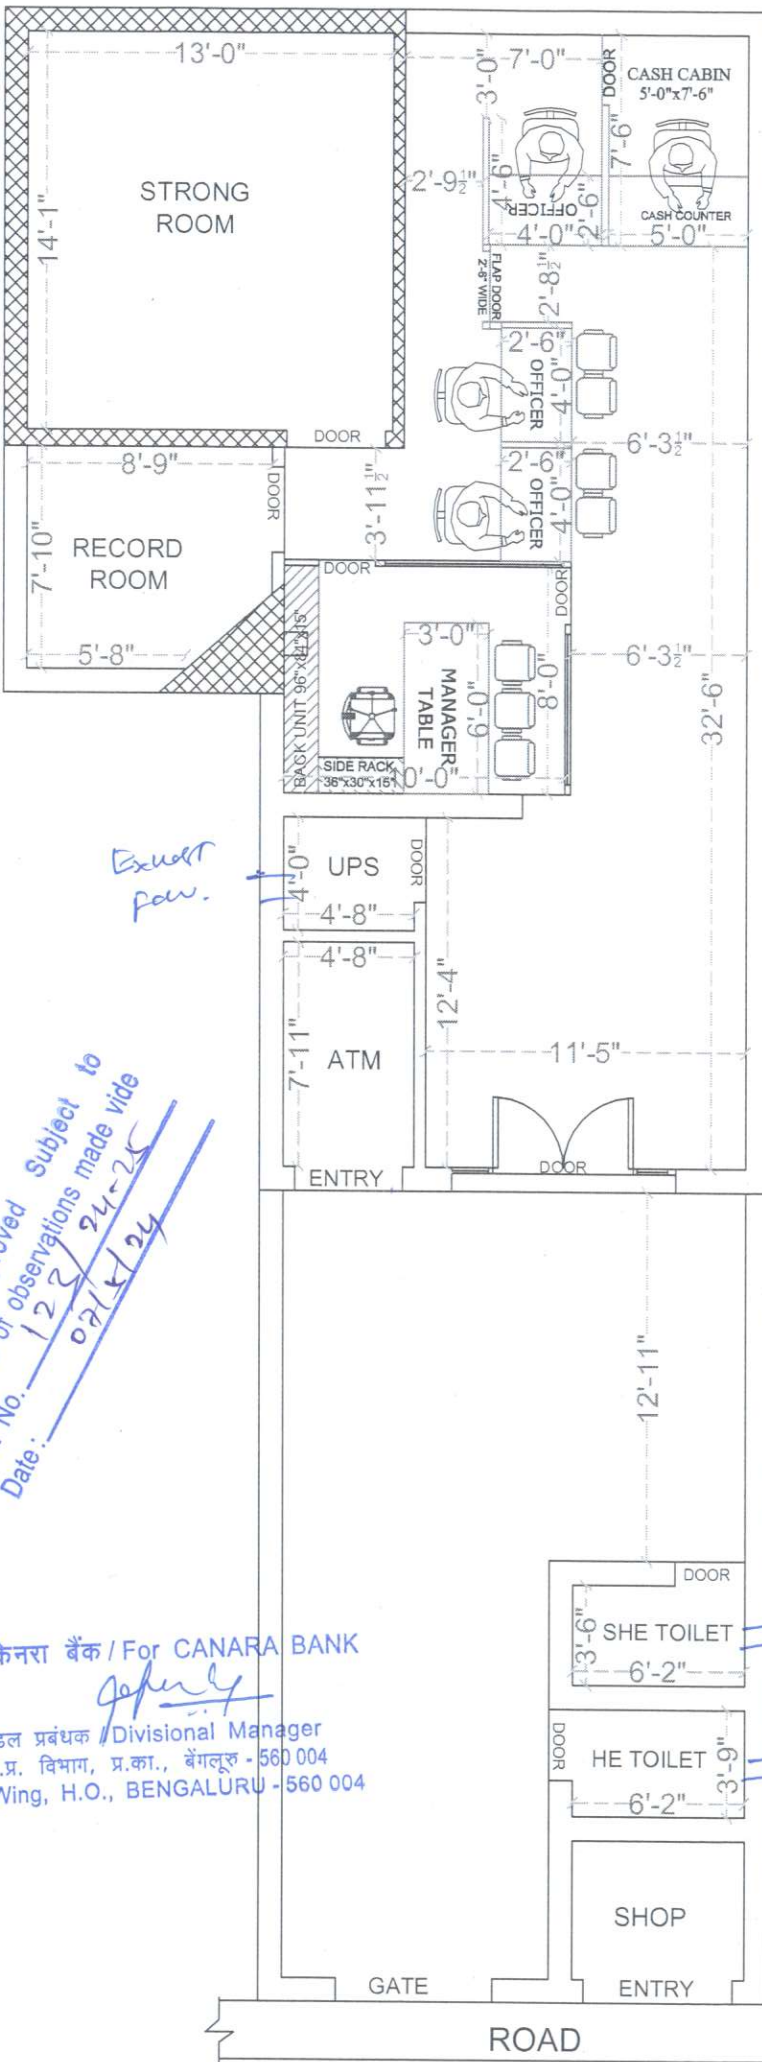 13'-0"
STRONG
ROOM
14'-1"
DOOR
3'-0"
7'-0"
DOOR
CASH CABIN
5'-0"x7'-6"
7'-6"
2'-9½"
4'-6"
OFFICER
2'-6"
4'-0"
CASH COUNTER
5'-0"
FLAP DOOR
2'-6" WIDE
2'-8½"
2'-6"
OFFICER
4'-0"
6'-3½"
2'-6"
OFFICER
4'-0"
3'-11½"
8'-9"
DOOR
7'-10"
RECORD
ROOM
5'-8"
DOOR
DOOR
BACK UNIT 96"x84"x15"
3'-0"
MANAGER
TABLE
6'-0"
8'-0"
6'-3½"
32'-6"
SIDE RACK
36"x30"x15"
10'-0"
Exhaust
fan.
4'-0"
UPS
DOOR
4'-8"
4'-8"
7'-11"
ATM
12'-4"
11'-5"
ENTRY
DOOR
Subject to
of observations made vide
No. 123/24-25
Date:
12'-11"
DOOR
3'-6"
SHE TOILET
6'-2"
DOOR
HE TOILET
3'-9"
6'-2"
केनरा बैंक / For CANARA BANK
प्रबंधक / Divisional Manager
विभाग, प्र.का., बेंगलूरु - 560 004
Wing, H.O., BENGALURU - 560 004
SHOP
GATE
ENTRY
ROAD